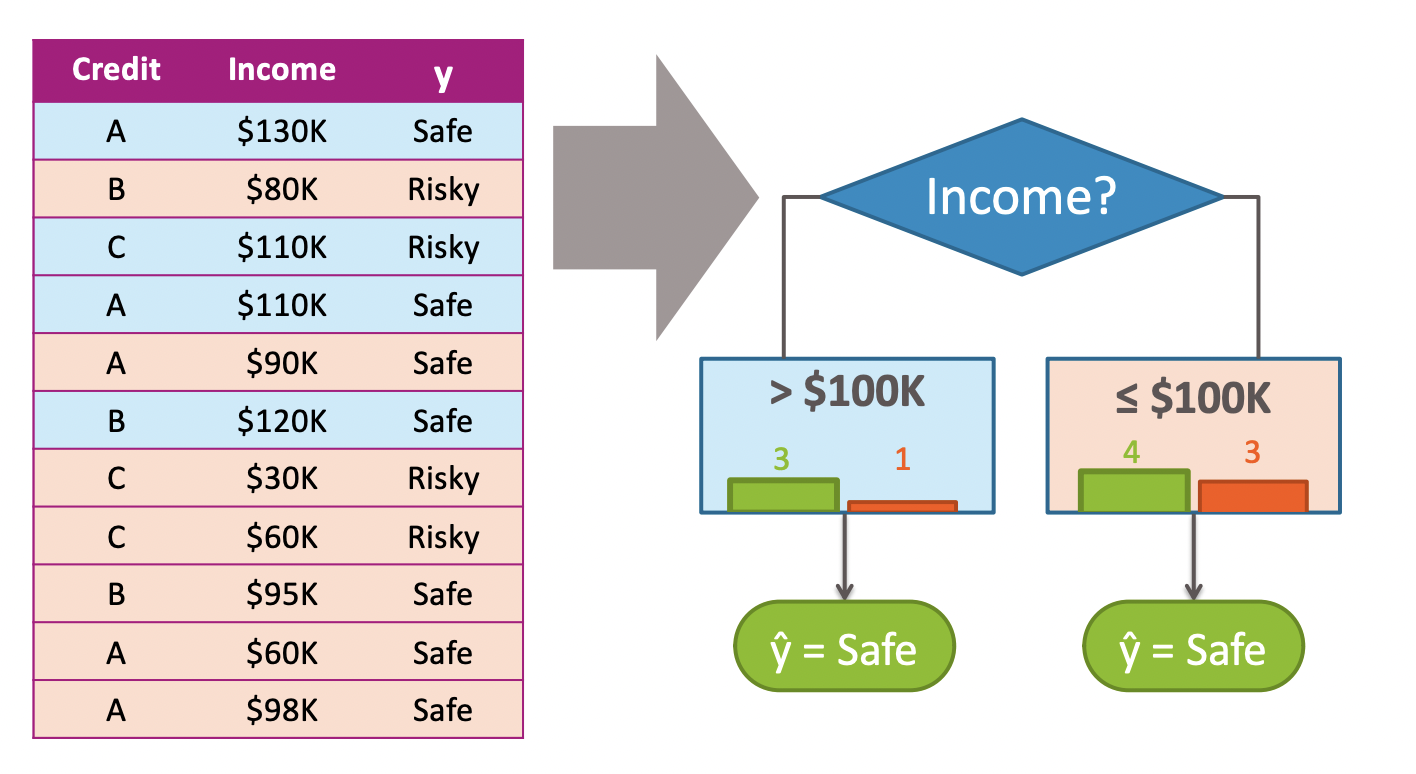 Credit Income y
A $130K Safe
B $80K Risky
C $110K Risky
A $110K Safe
A $90K Safe
B $120K Safe
C $30K Risky
C $60K Risky
B $95K Safe
A $60K Safe
A $98K Safe
Income?
> $100K
3 1
ŷ = Safe
≤ $100K
4 3
ŷ = Safe